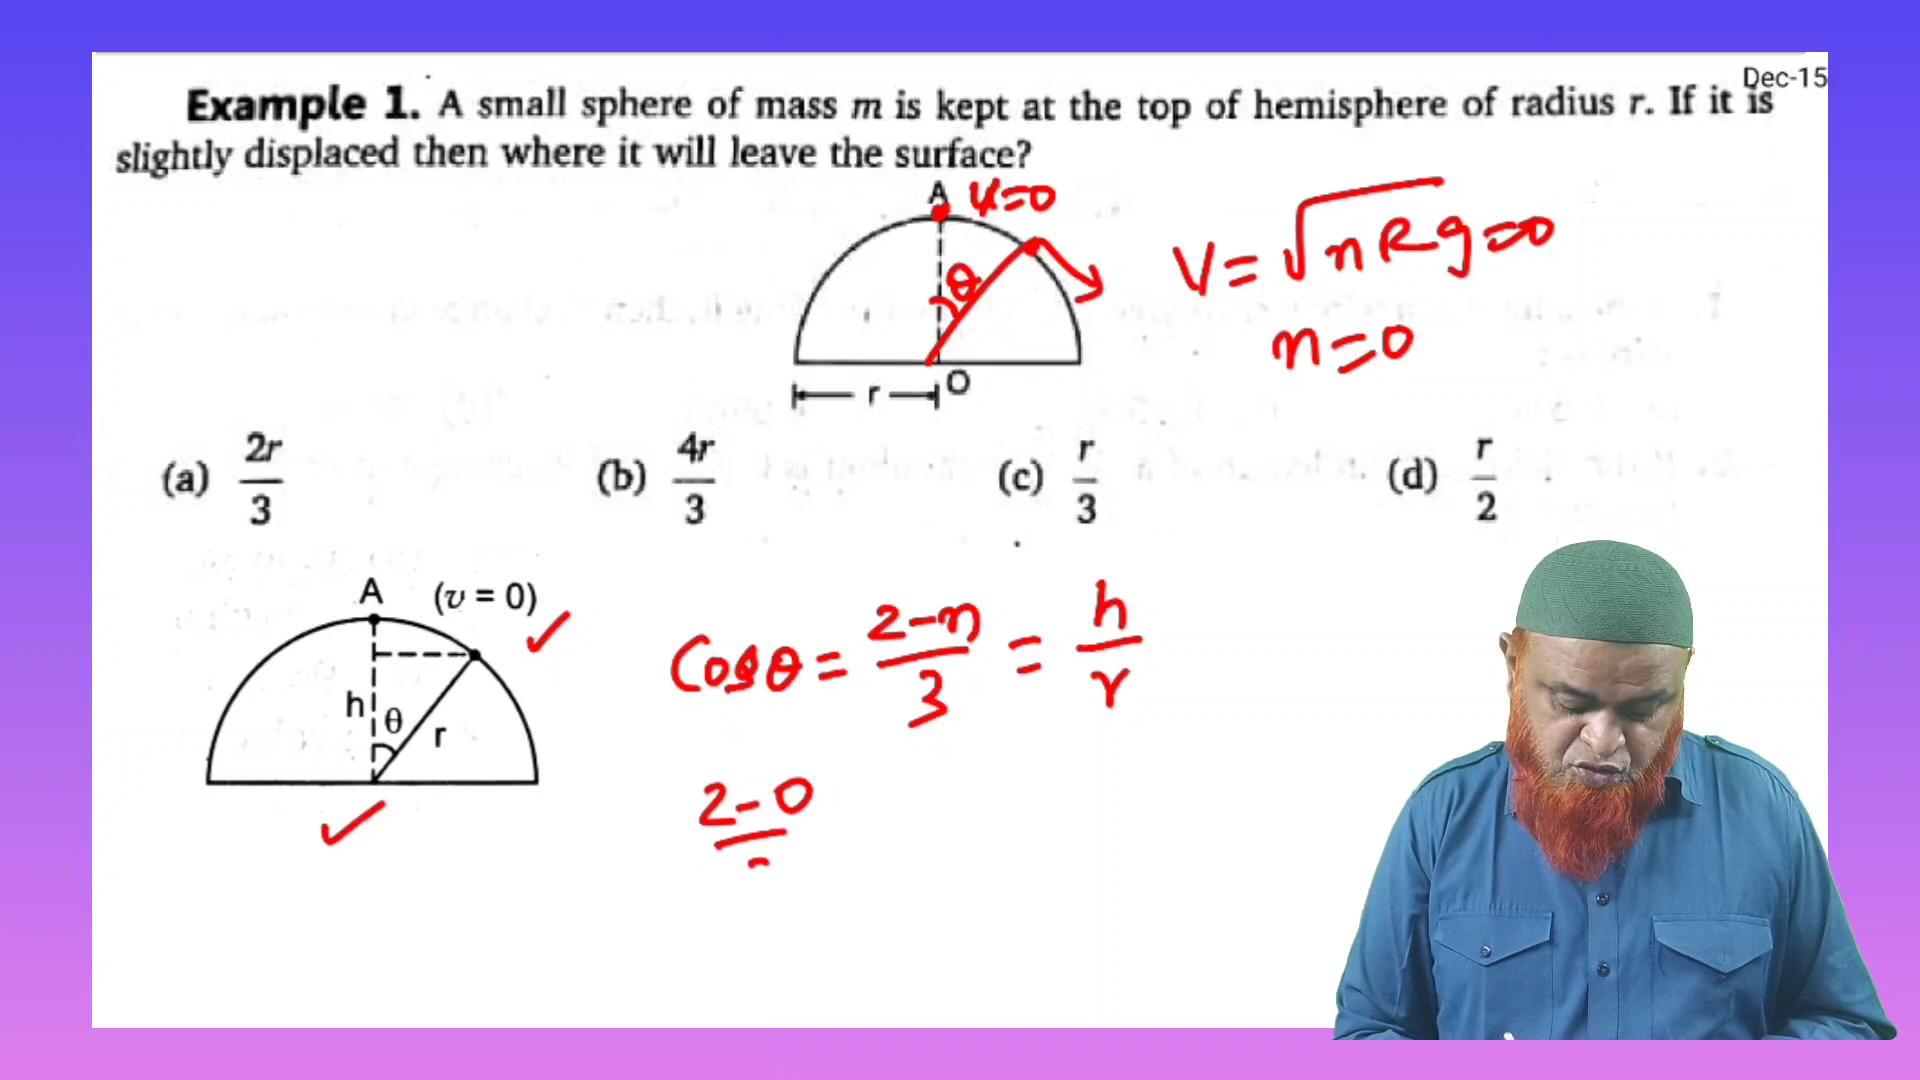 Dec-15
Example 1. A small sphere of mass m is kept at the top of hemisphere of radius r. If it is
slightly displaced then where it will leave the surface?
A u=0
θ
V = √nRg = 0
n = 0
r O
(a) 2r/3 (b) 4r/3 (c) r/3 (d) r/2
A (v = 0)
h θ r
Cosθ = 2-n/3 = h/r
2-0